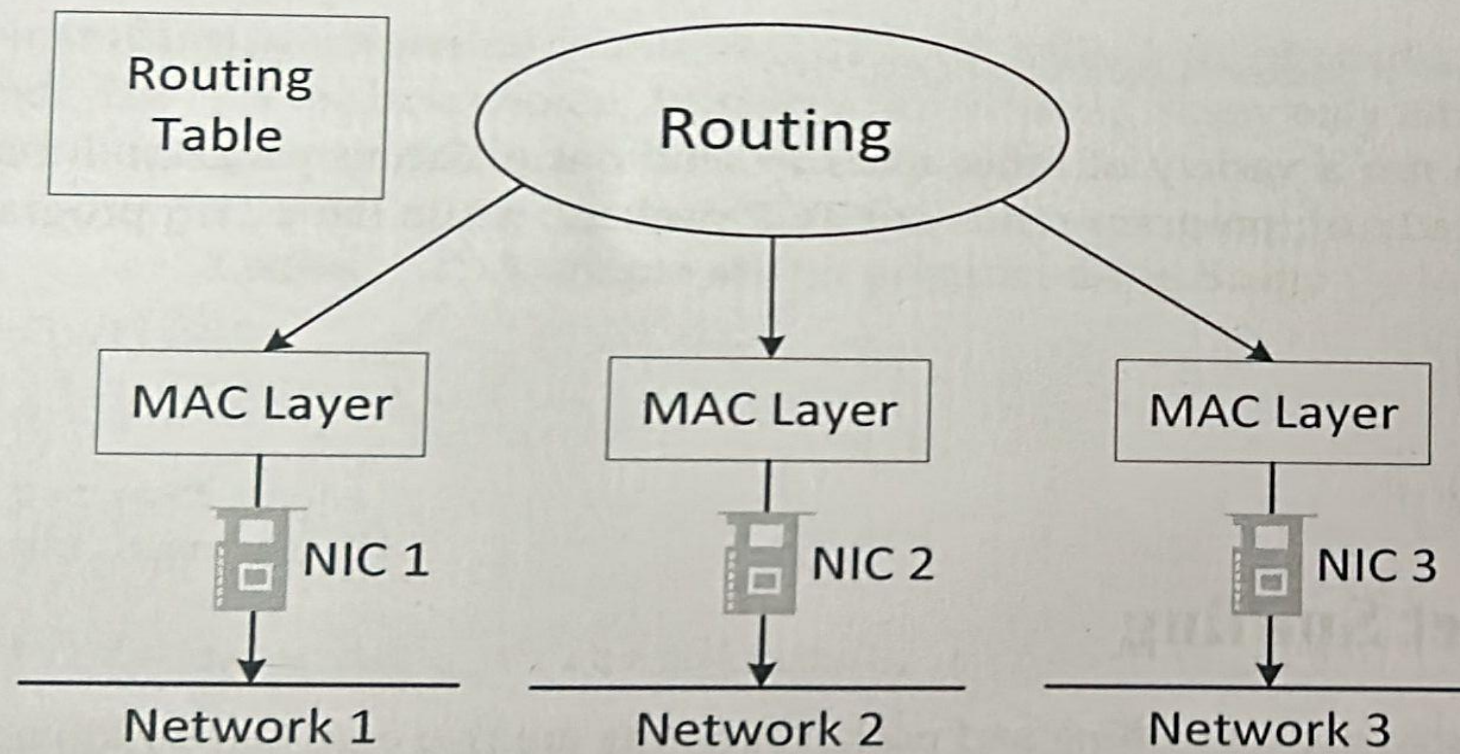 Routing
Table
Routing
MAC Layer
MAC Layer
MAC Layer
NIC 1
NIC 2
NIC 3
Network 1
Network 2
Network 3